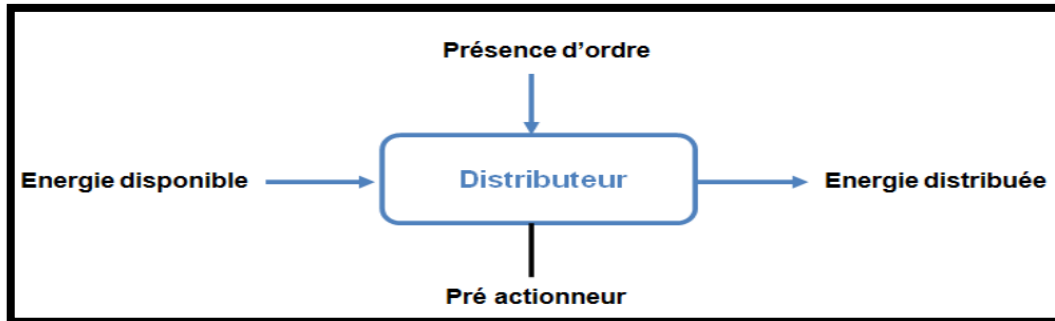 Présence d’ordre
Energie disponible
Distributeur
Energie distribuée
Pré actionneur